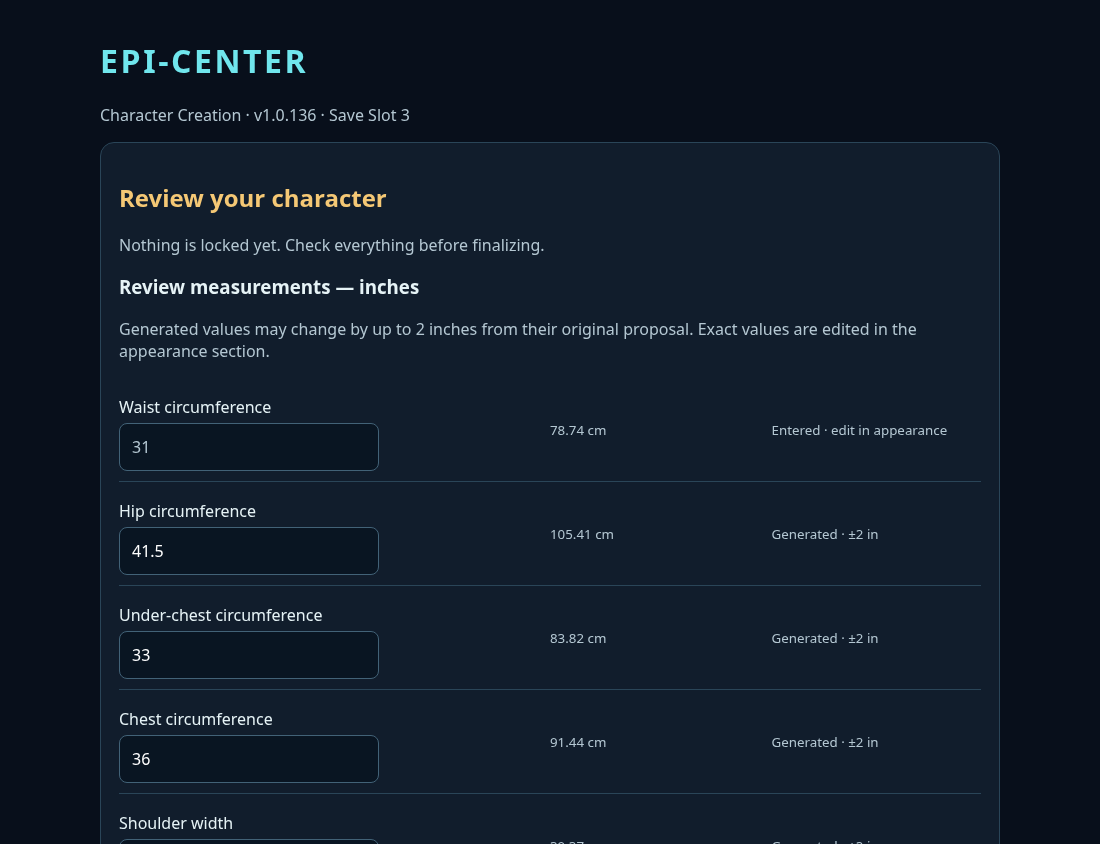 EPI-CENTER
Character Creation · v1.0.136 · Save Slot 3
Review your character
Nothing is locked yet. Check everything before finalizing.
Review measurements — inches
Generated values may change by up to 2 inches from their original proposal. Exact values are edited in the
appearance section.
Waist circumference
31
78.74 cm
Entered · edit in appearance
Hip circumference
41.5
105.41 cm
Generated · ±2 in
Under-chest circumference
33
83.82 cm
Generated · ±2 in
Chest circumference
36
91.44 cm
Generated · ±2 in
Shoulder width